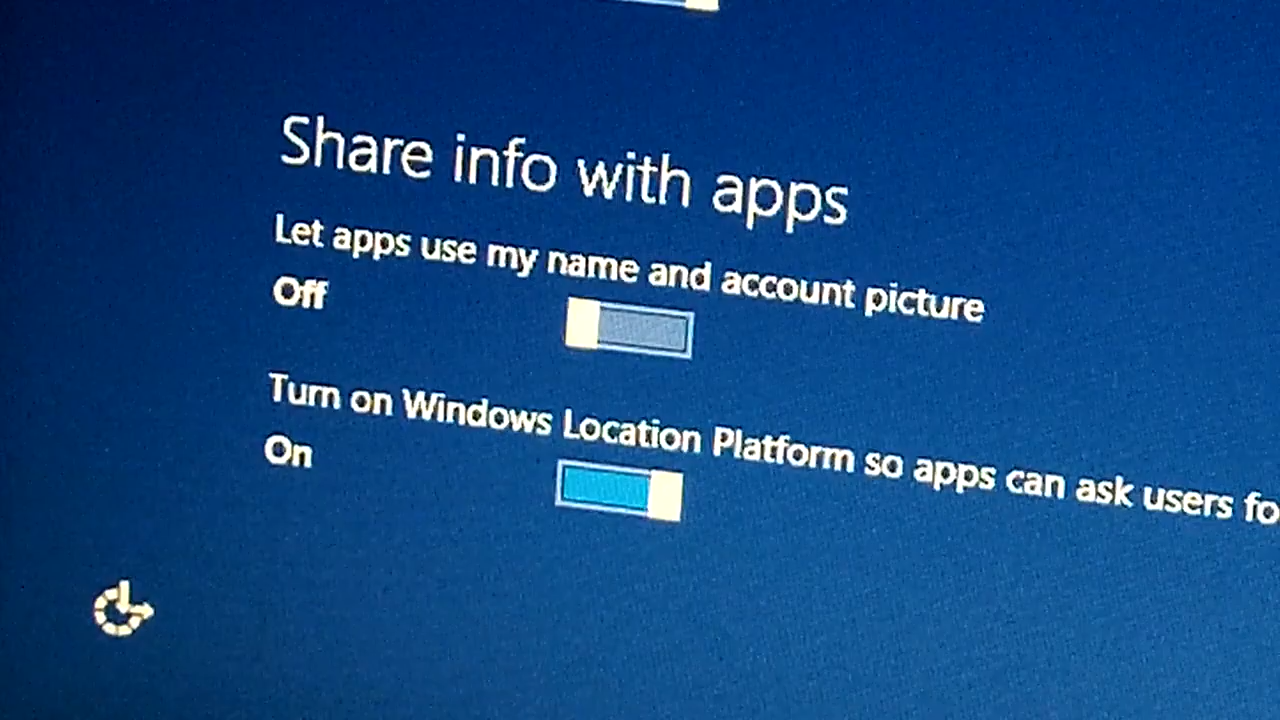 Share info with apps
Let apps use my name and account picture
Off
Turn on Windows Location Platform so apps can ask users fo
On